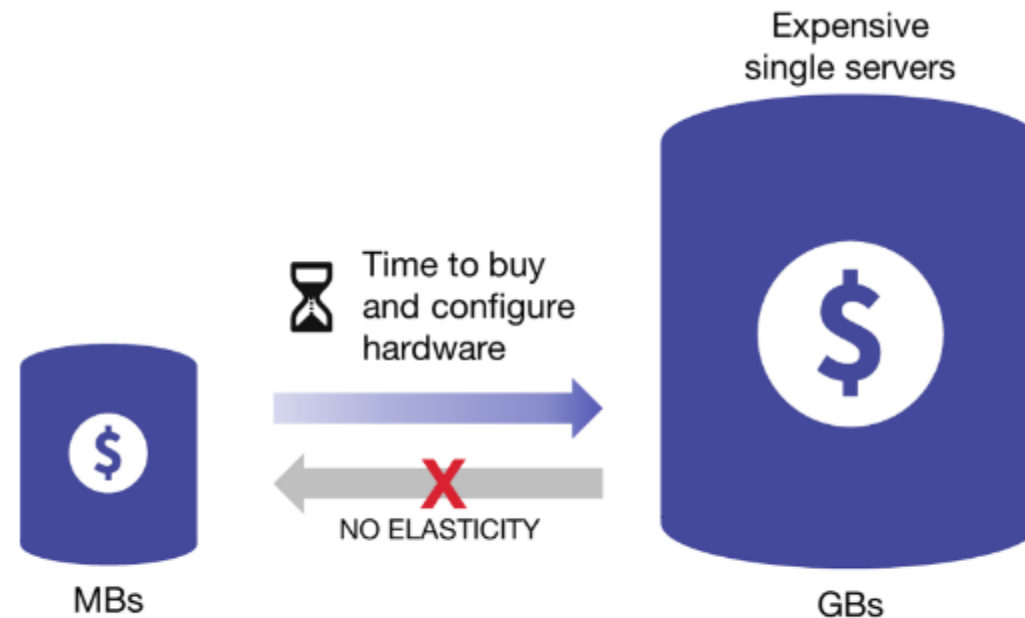 Expensive
single servers
$
Time to buy
and configure
hardware
$
X
NO ELASTICITY
MBs
GBs